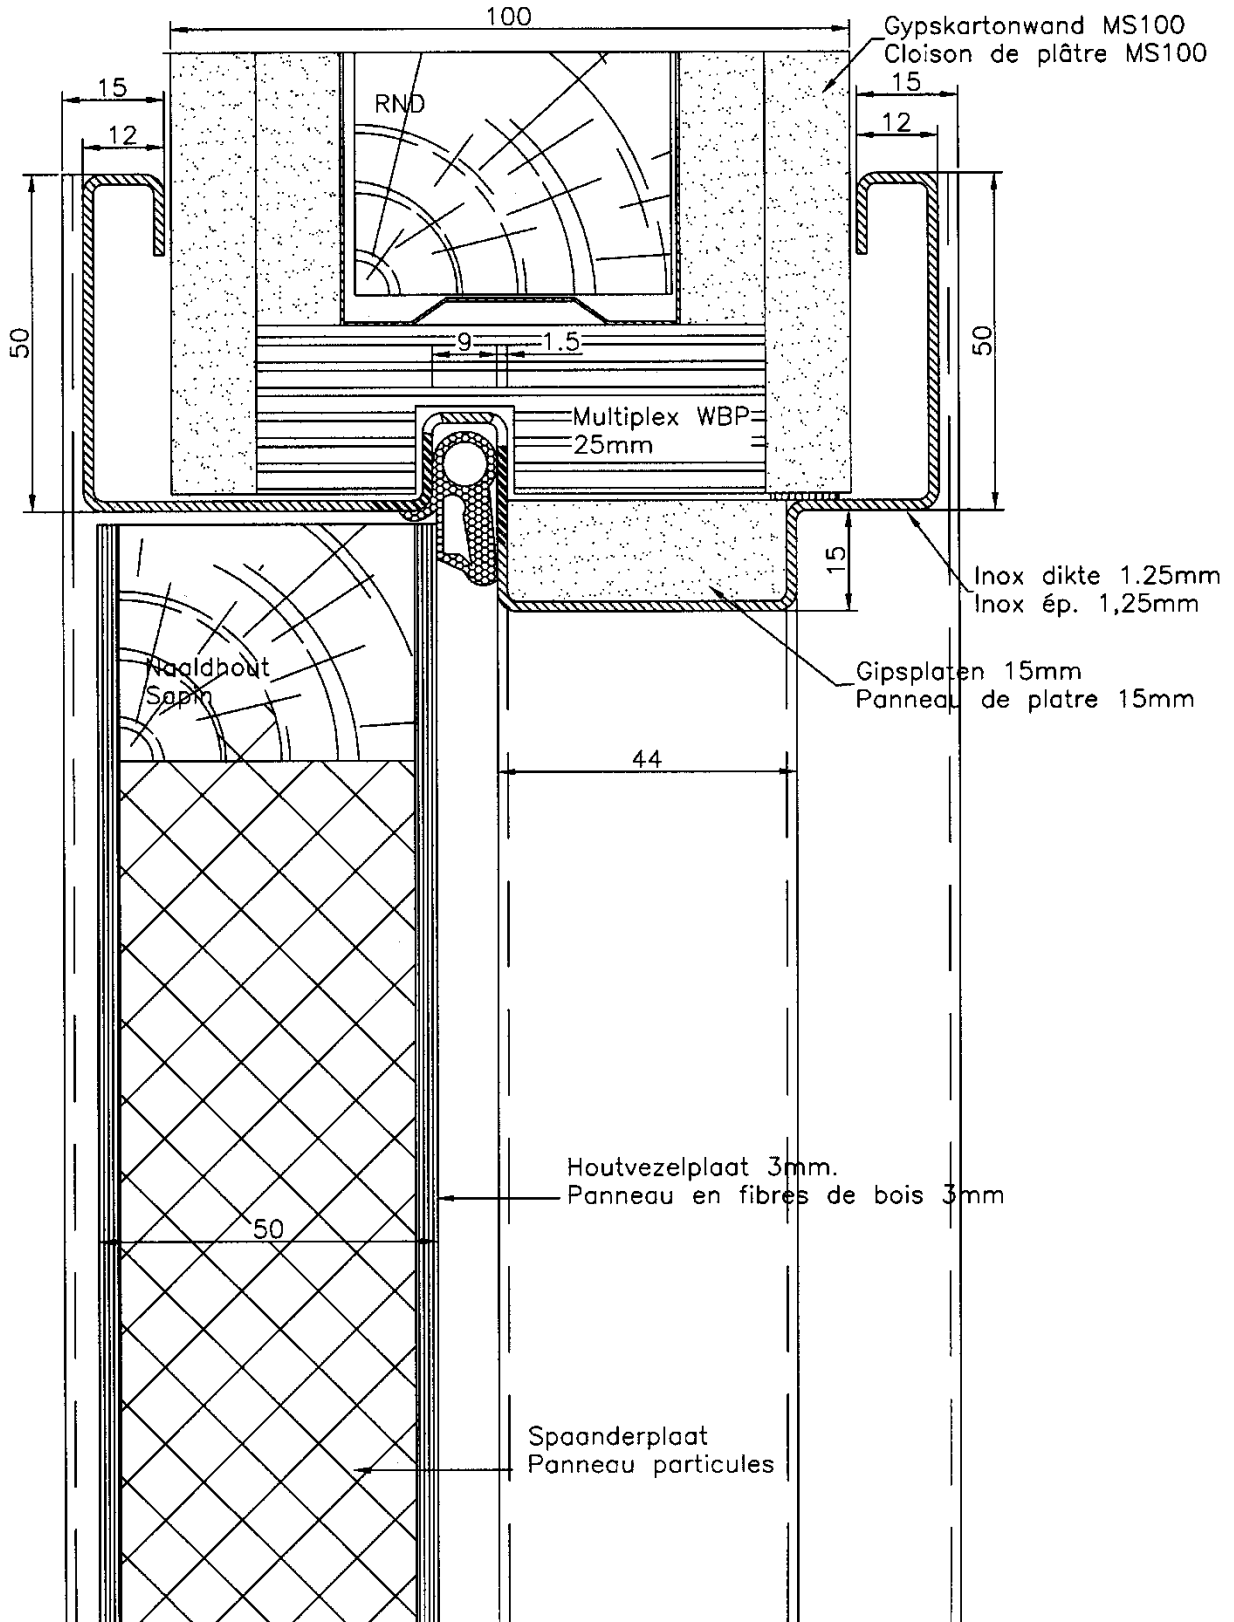 100
Gypskartonwand MS100
Cloison de plâtre MS100
15
15
12
12
RND
50
50
9
1.5
Multiplex WBP
25mm
15
Inox dikte 1.25mm
Inox ép. 1,25mm
Naaldhout
Sapin
Gipsplaten 15mm
Panneau de platre 15mm
44
Houtvezelplaat 3mm.
Panneau en fibres de bois 3mm
50
Spaanderplaat
Panneau particules